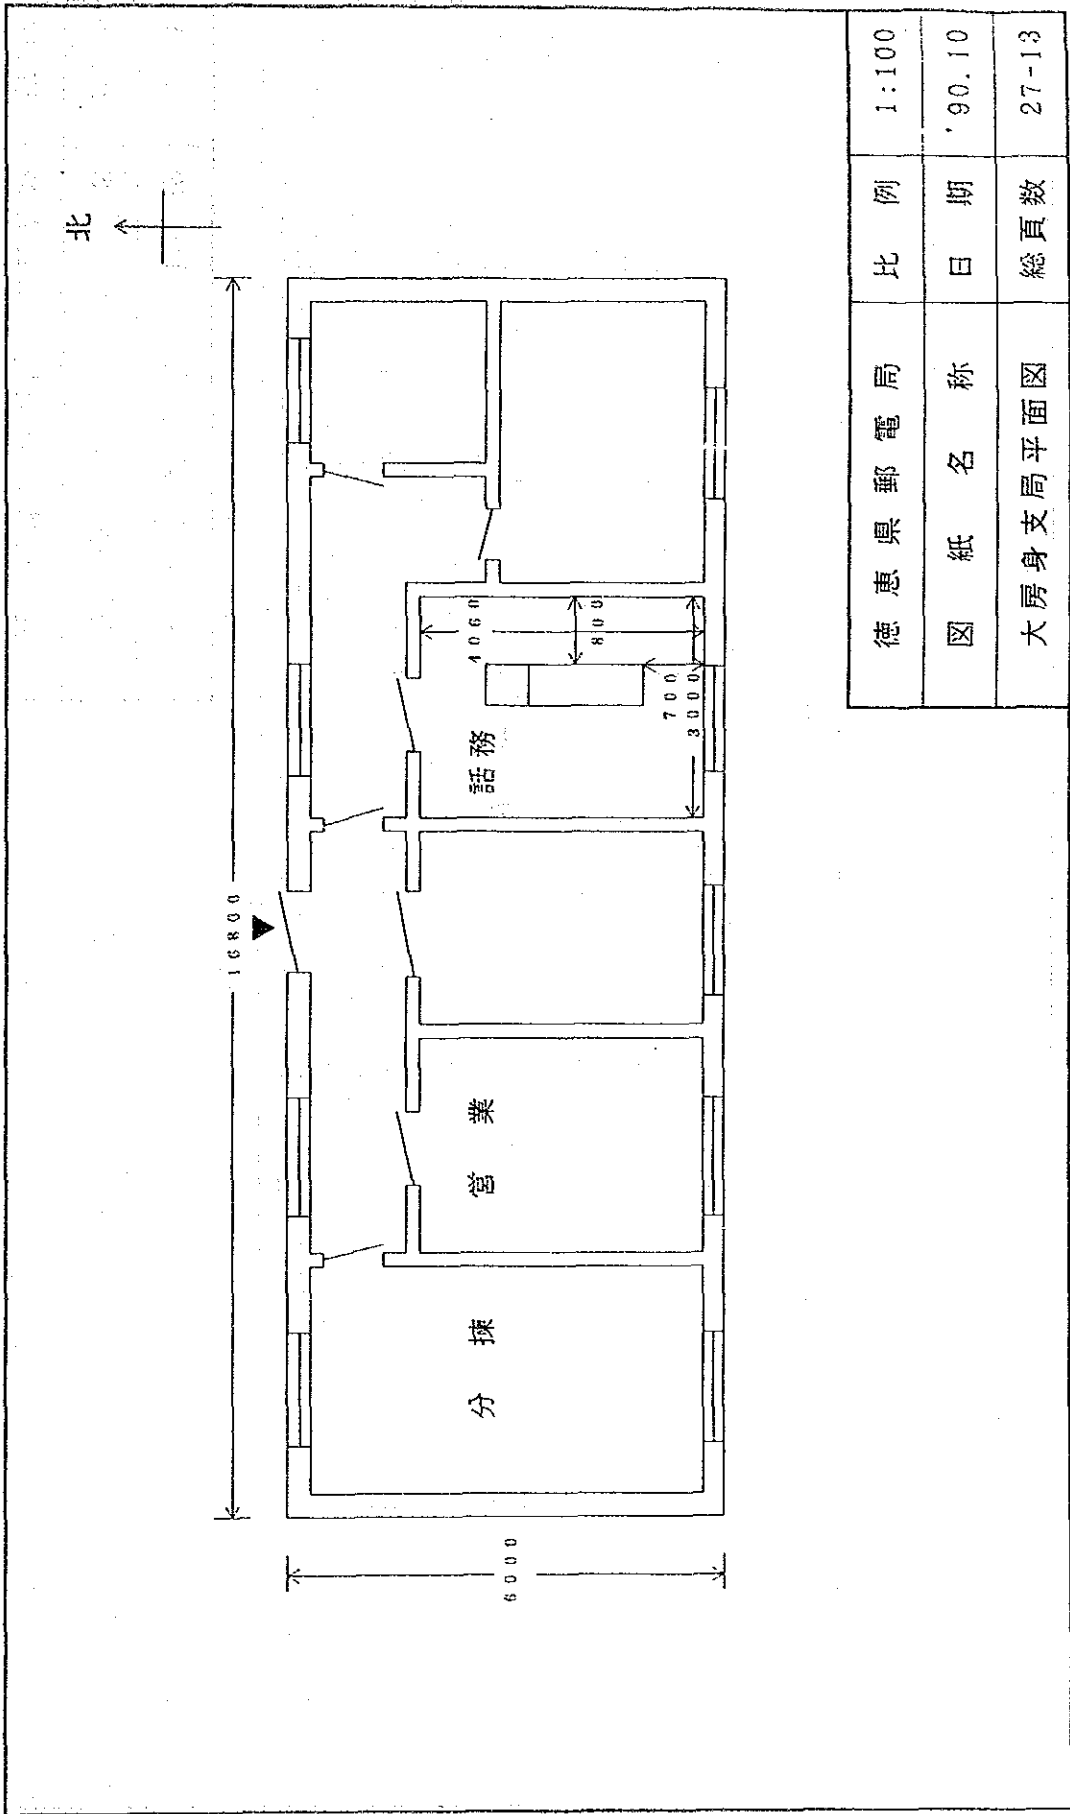 北
16800
6000
分揀
営業
話務
4060
800
700
3000
徳恵県郵電局 比例 1:100
図紙名称 日期 '90.10
大房身支局平面図 総頁数 27-13